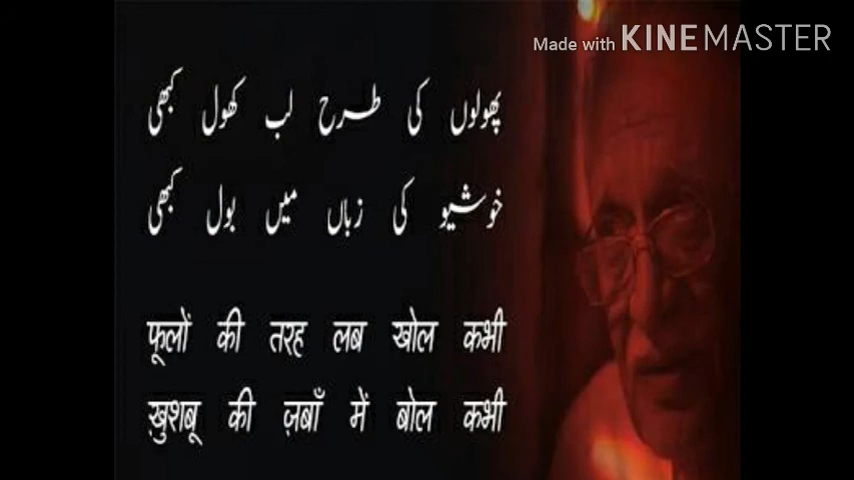 Made with KINEMASTER
پھولوں کی طرح لب کھول کبھی
خوشبو کی زباں میں بول کبھی
फूलों की तरह लब खोल कभी
ख़ुशबू की ज़बाँ में बोल कभी